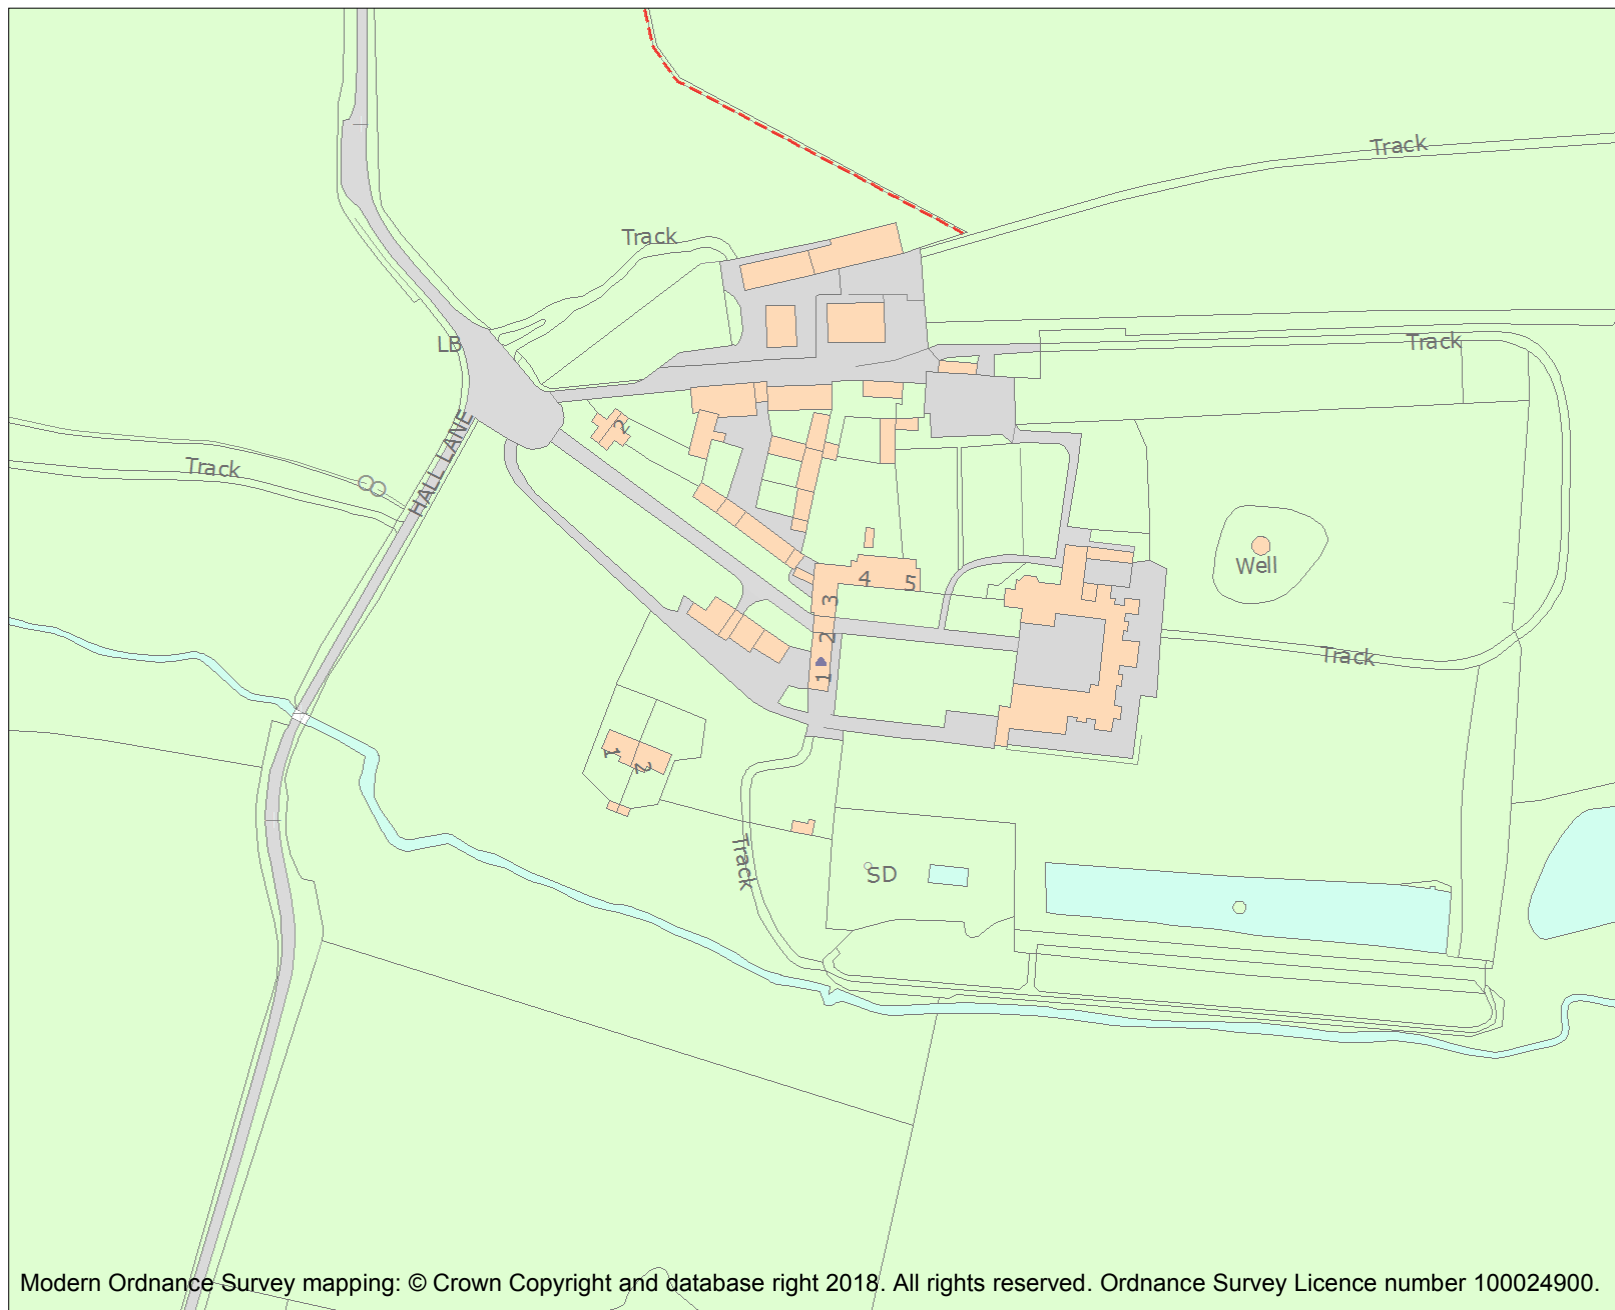 Track
Track
LB
Track
HALL LANE
2
Track
Well
4
5
3
2
1
Track
1
2
Track
SD
Modern Ordnance Survey mapping: © Crown Copyright and database right 2018. All rights reserved. Ordnance Survey Licence number 100024900.